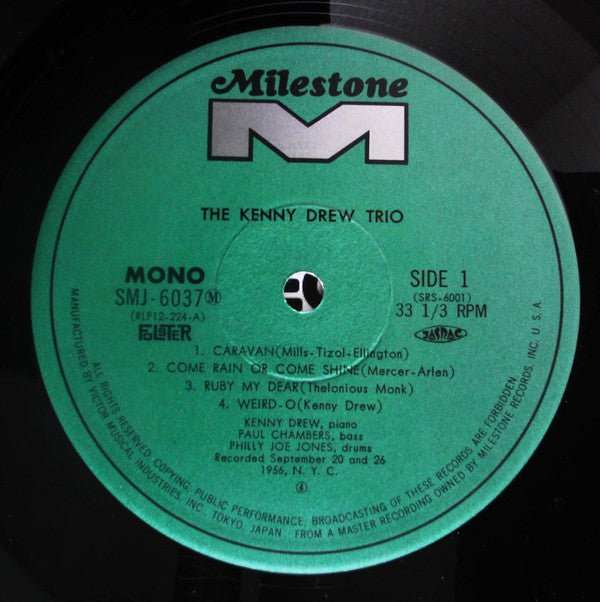 Milestone
M
THE KENNY DREW TRIO
MONO
SMJ-6037Ⓜ
(RLP12-224-A)
FOLSTER
SIDE 1
(SRS-6001)
33 1/3 RPM
JASRAC
1. CARAVAN(Mills-Tizol-Ellington)
2. COME RAIN OR COME SHINE(Mercer-Arlen)
3. RUBY MY DEAR(Thelonious Monk)
4. WEIRD-O(Kenny Drew)
KENNY DREW, piano
PAUL CHAMBERS, bass
PHILLY JOE JONES, drums
Recorded September 20 and 26
1956, N. Y. C.
④
MANUFACTURED BY VICTOR MUSICAL INDUSTRIES, INC., TOKYO, JAPAN. FROM A MASTER RECORDING OWNED BY MILESTONE RECORDS, INC. U.S.A.
ALL RIGHTS RESERVED. COPYING, PUBLIC PERFORMANCE, BROADCASTING OF THESE RECORDS ARE FORBIDDEN.